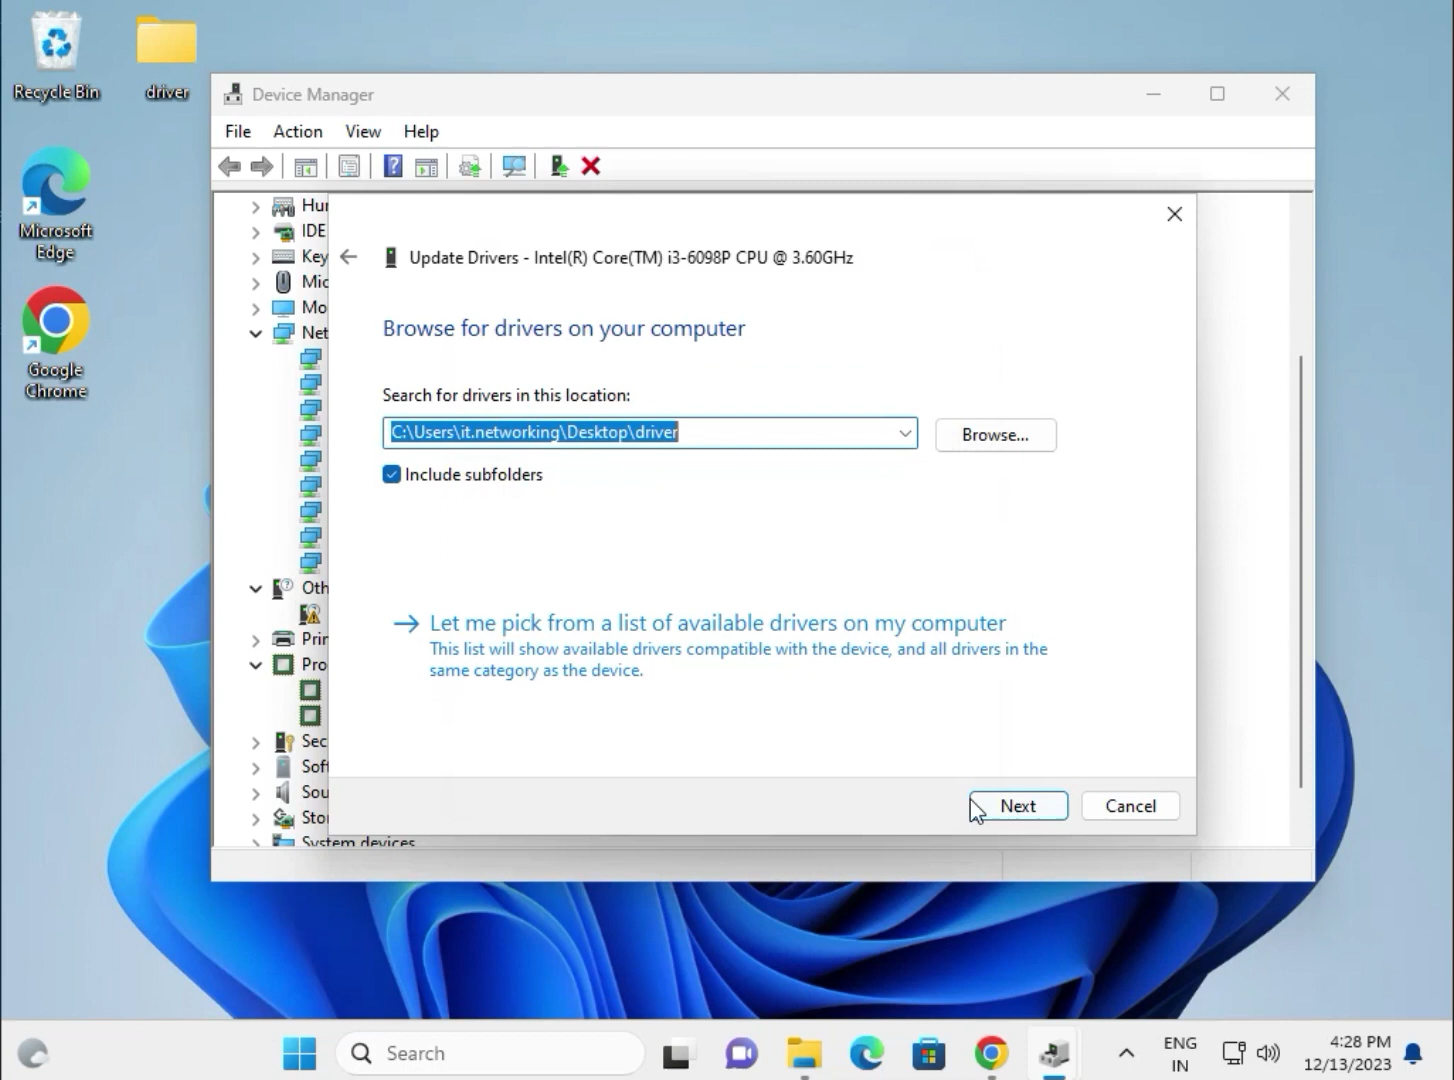 Recycle Bin
driver
Microsoft
Edge
Google
Chrome
Device Manager
File Action View Help
Hur
IDE
Key
Mic
Mo
Net
Oth
Prir
Pro
Sec
Soft
Sou
Stor
System devices
Update Drivers - Intel(R) Core(TM) i3-6098P CPU @ 3.60GHz
Browse for drivers on your computer
Search for drivers in this location:
C:\Users\it.networking\Desktop\driver
Browse...
Include subfolders
Let me pick from a list of available drivers on my computer
This list will show available drivers compatible with the device, and all drivers in the
same category as the device.
Next Cancel
Search
ENG
IN
4:28 PM
12/13/2023